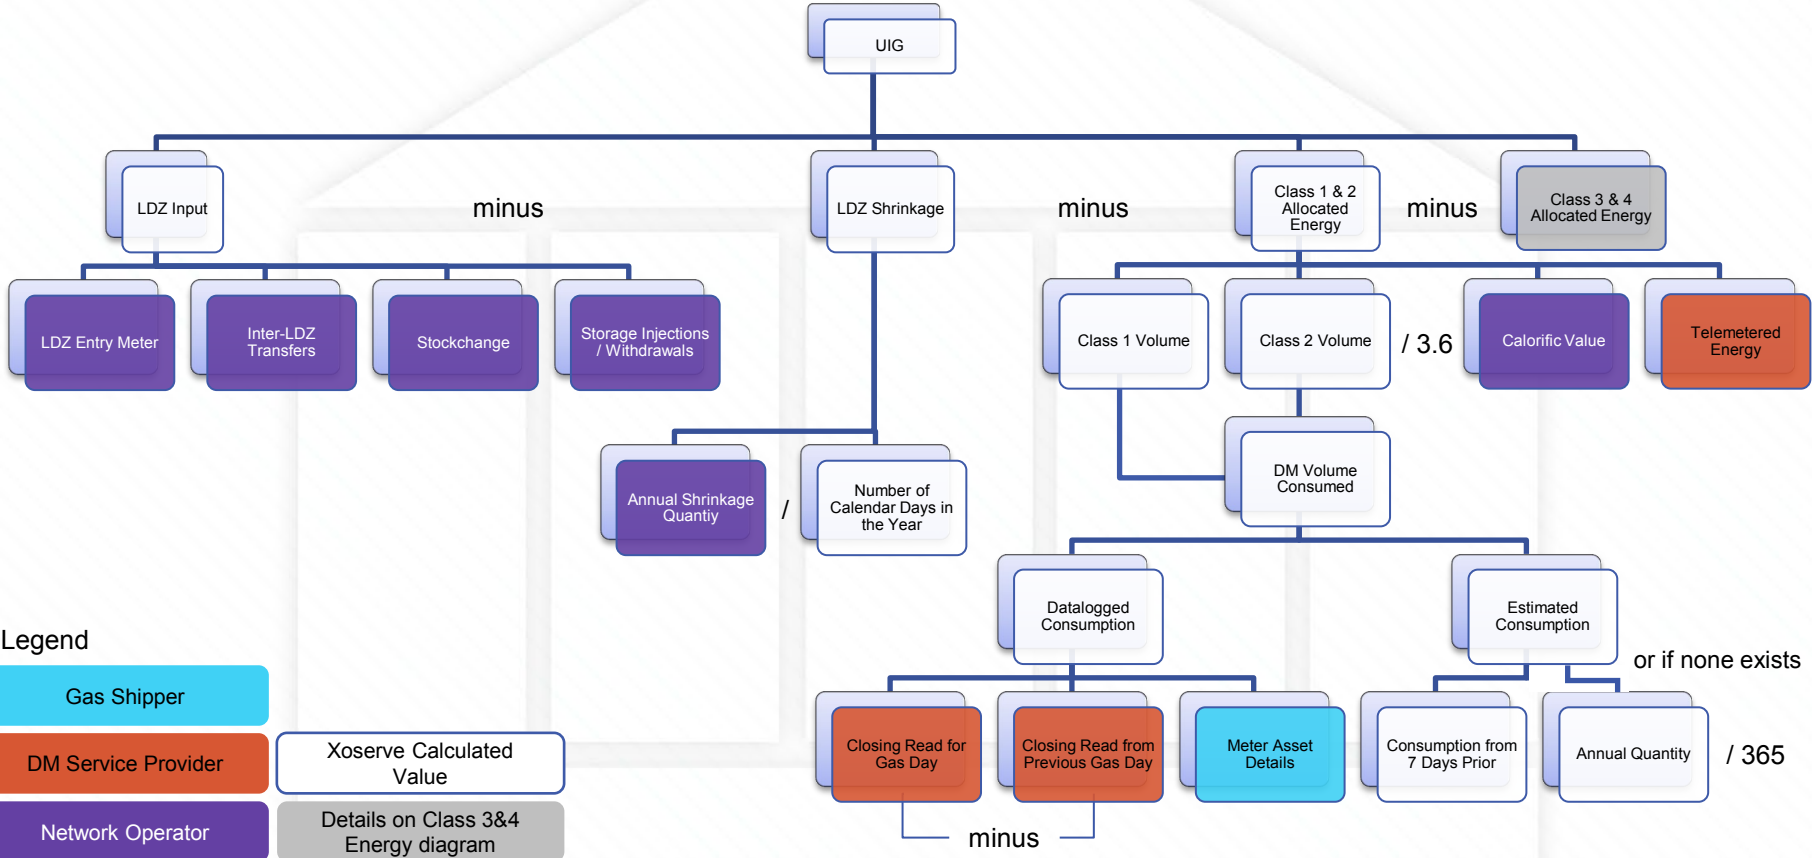 UIG
LDZ Input
minus
LDZ Shrinkage
minus
Class 1 & 2
Allocated
Energy
minus
Class 3 & 4
Allocated Energy
LDZ Entry Meter
Inter-LDZ
Transfers
Stockchange
Storage Injections
/ Withdrawals
Class 1 Volume
Class 2 Volume
/ 3.6
Calorific Value
Telemetered
Energy
Annual Shrinkage
Quantiy
/
Number of
Calendar Days in
the Year
DM Volume
Consumed
Datalogged
Consumption
Estimated
Consumption
or if none exists
Closing Read for
Gas Day
Closing Read from
Previous Gas Day
Meter Asset
Details
Consumption from
7 Days Prior
Annual Quantity
/ 365
minus
Legend
Gas Shipper
DM Service Provider
Xoserve Calculated
Value
Network Operator
Details on Class 3&4
Energy diagram